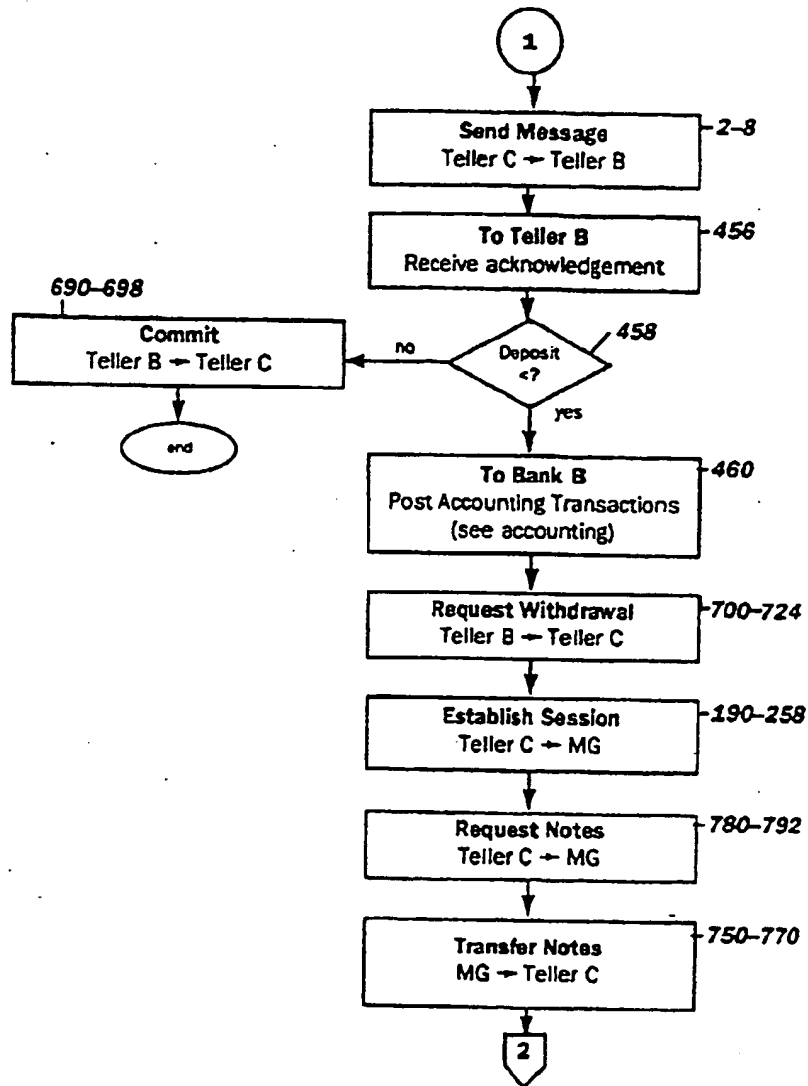 1
Send Message
Teller C → Teller B
2–8
To Teller B
Receive acknowledgement
456
690–698
Commit
Teller B → Teller C
no
Deposit
<?
458
end
yes
To Bank B
Post Accounting Transactions
(see accounting)
460
Request Withdrawal
Teller B → Teller C
700–724
Establish Session
Teller C → MG
190–258
Request Notes
Teller C → MG
780–792
Transfer Notes
MG → Teller C
750–770
2